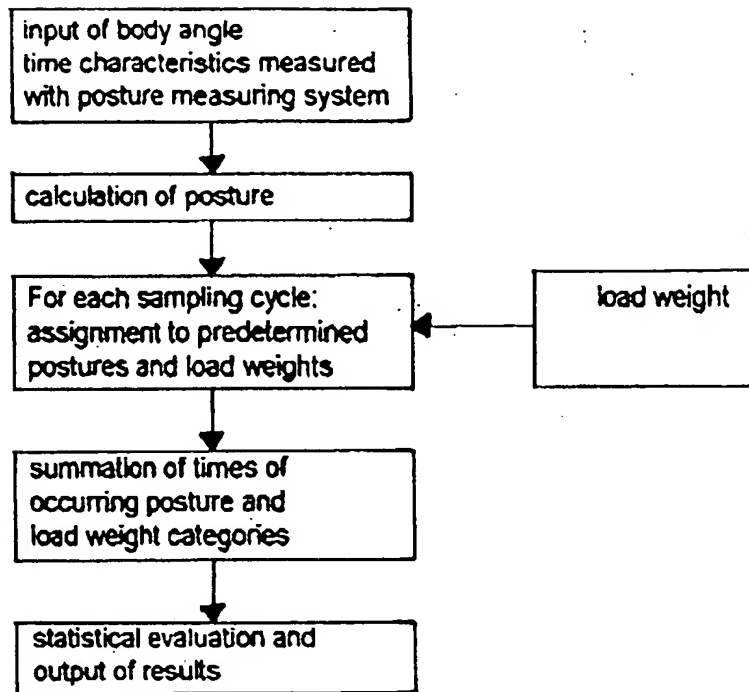 input of body angle
time characteristics measured
with posture measuring system
calculation of posture
For each sampling cycle:
assignment to predetermined
postures and load weights
load weight
summation of times of
occurring posture and
load weight categories
statistical evaluation and
output of results